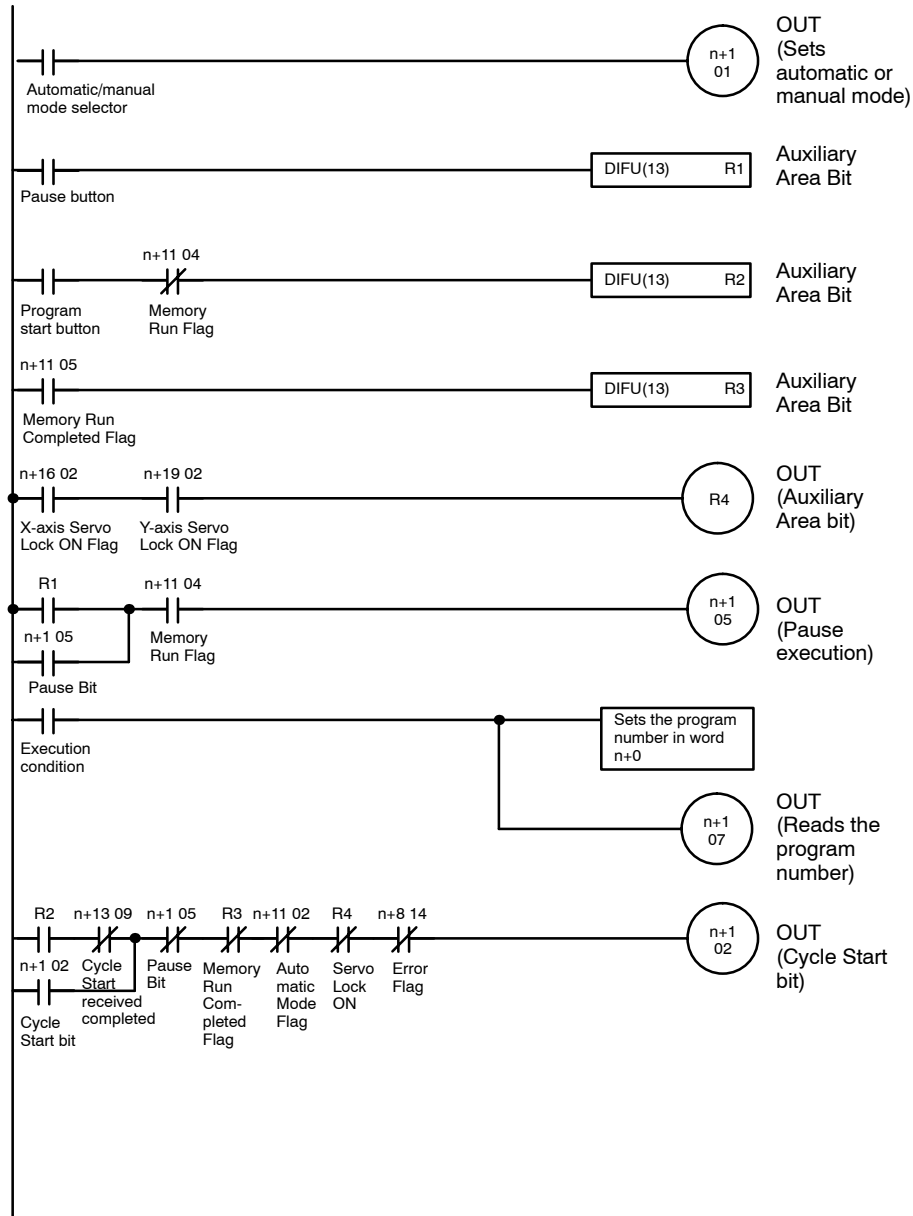 OUT
(Sets
automatic or
manual mode)
n+1
01
Automatic/manual
mode selector
Auxiliary
Area Bit
DIFU(13) R1
Pause button
n+11 04
Auxiliary
Area Bit
DIFU(13) R2
Program
start button
Memory
Run Flag
n+11 05
Auxiliary
Area Bit
DIFU(13) R3
Memory Run
Completed Flag
n+16 02
n+19 02
OUT
(Auxiliary
Area bit)
R4
X-axis Servo
Lock ON Flag
Y-axis Servo
Lock ON Flag
R1
n+11 04
n+1
05
OUT
(Pause
execution)
n+1 05
Memory
Run Flag
Pause Bit
Execution
condition
Sets the program
number in word
n+0
n+1
07
OUT
(Reads the
program
number)
R2 n+13 09 n+1 05 R3 n+11 02 R4 n+8 14
n+1
02
OUT
(Cycle Start
bit)
n+1 02
Cycle
Start
received
completed
Pause
Bit
Memory
Run
Com-
pleted
Flag
Auto
matic
Mode
Flag
Servo
Lock
ON
Error
Flag
Cycle
Start bit